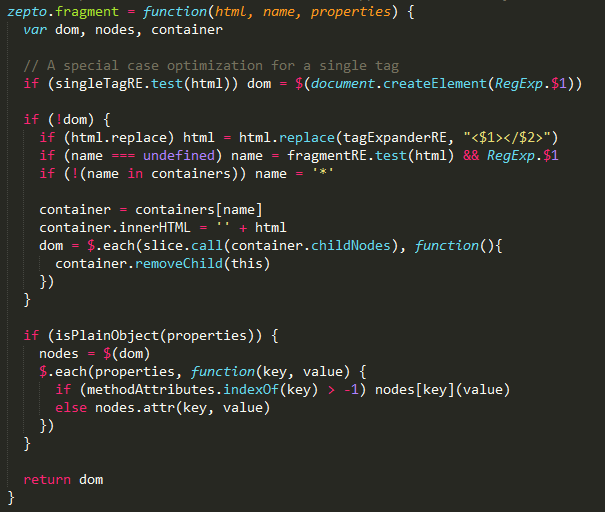 zepto.fragment = function(html, name, properties) {
  var dom, nodes, container

  // A special case optimization for a single tag
  if (singleTagRE.test(html)) dom = $(document.createElement(RegExp.$1))

  if (!dom) {
    if (html.replace) html = html.replace(tagExpanderRE, "<$1></$2>")
    if (name === undefined) name = fragmentRE.test(html) && RegExp.$1
    if (!(name in containers)) name = '*'

    container = containers[name]
    container.innerHTML = '' + html
    dom = $.each(slice.call(container.childNodes), function(){
      container.removeChild(this)
    })
  }

  if (isPlainObject(properties)) {
    nodes = $(dom)
    $.each(properties, function(key, value) {
      if (methodAttributes.indexOf(key) > -1) nodes[key](value)
      else nodes.attr(key, value)
    })
  }

  return dom
}